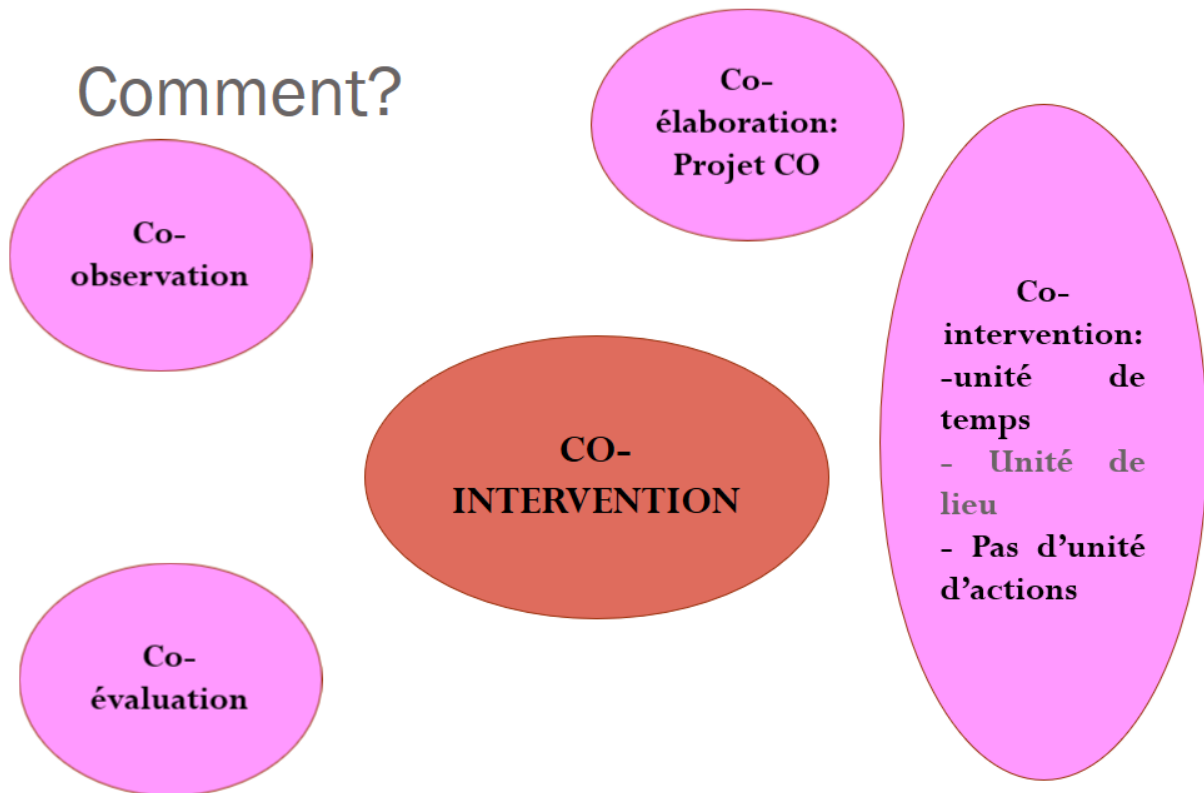 Comment?
Co-
élaboration:
Projet CO
Co-
observation
Co-
intervention:
-unité de
temps
- Unité de
lieu
- Pas d’unité
d’actions
CO-
INTERVENTION
Co-
évaluation